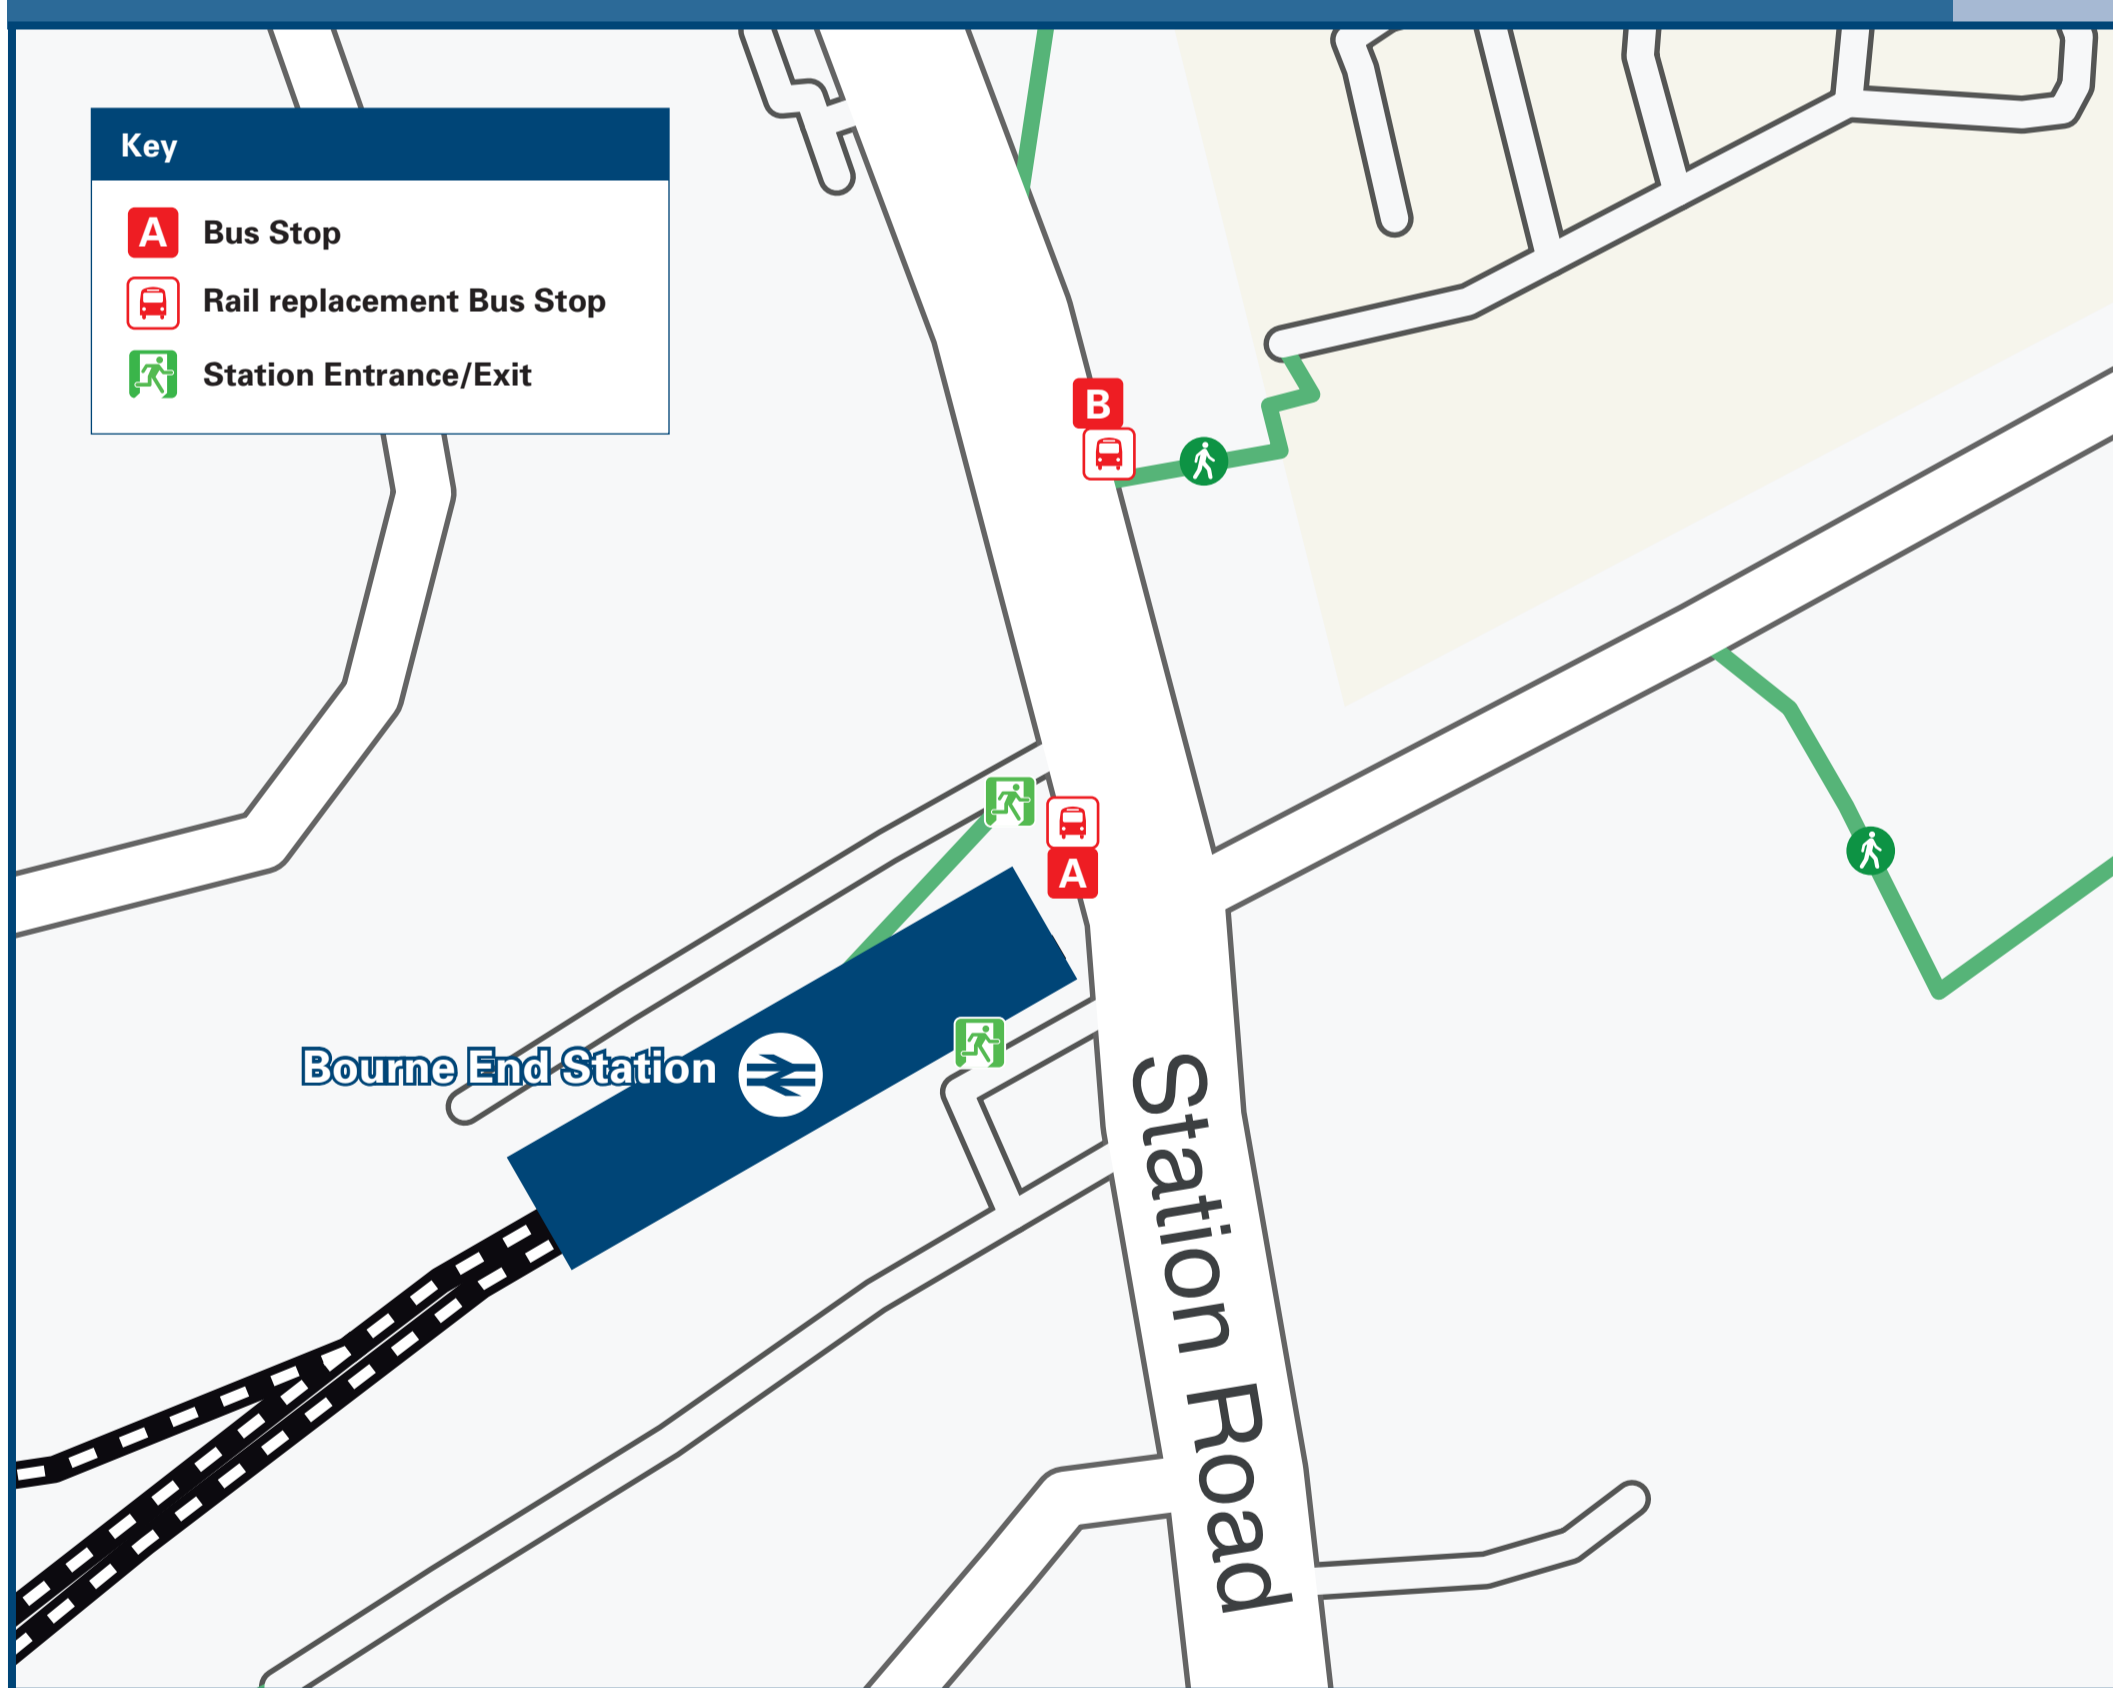 Key
A Bus Stop
Rail replacement Bus Stop
Station Entrance/Exit
B
A
Bourne End Station
Station Road